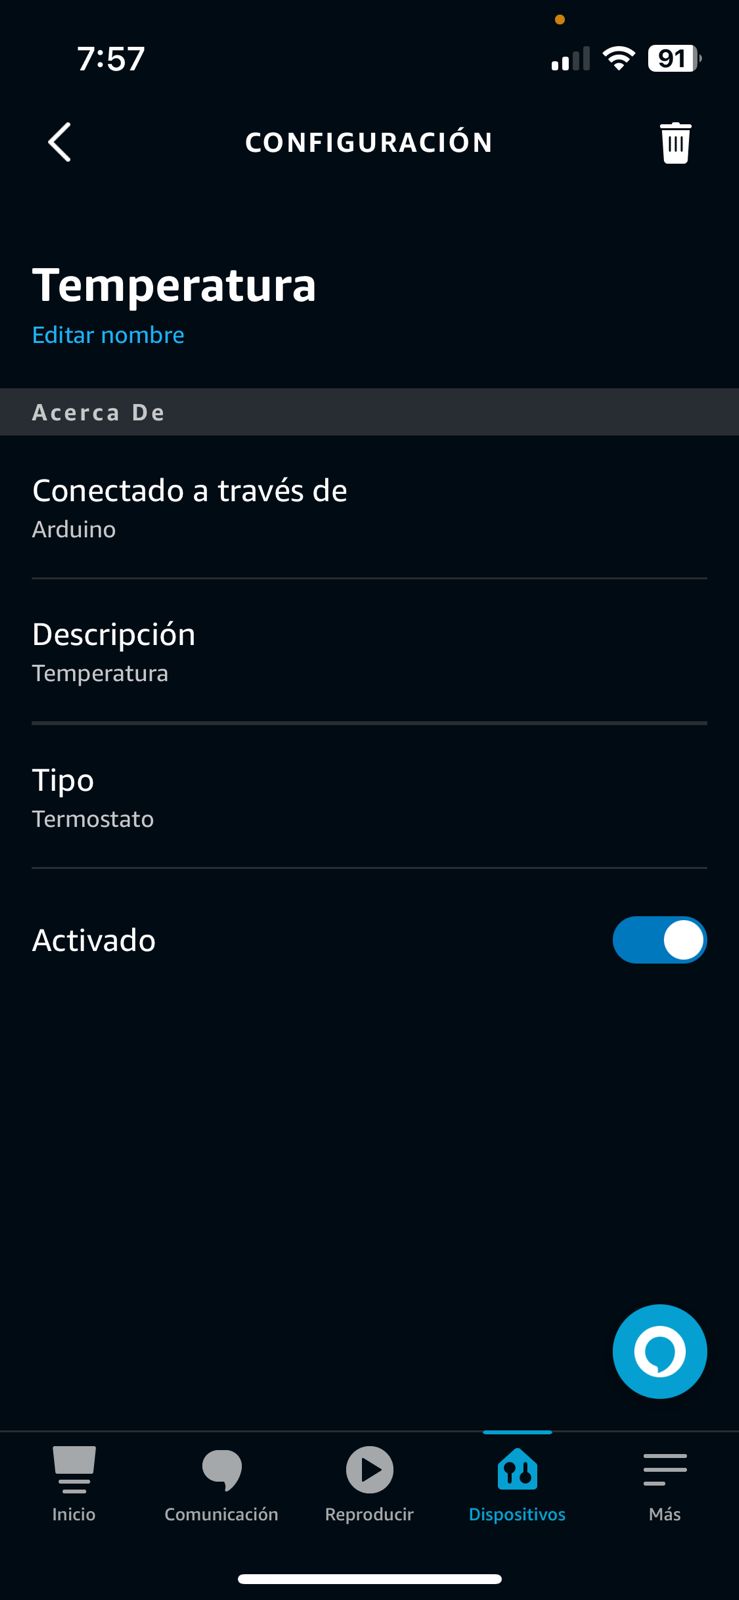 7:57
91
CONFIGURACIÓN
Temperatura
Editar nombre
Acerca De
Conectado a través de
Arduino
Descripción
Temperatura
Tipo
Termostato
Activado
Inicio
Comunicación
Reproducir
Dispositivos
Más